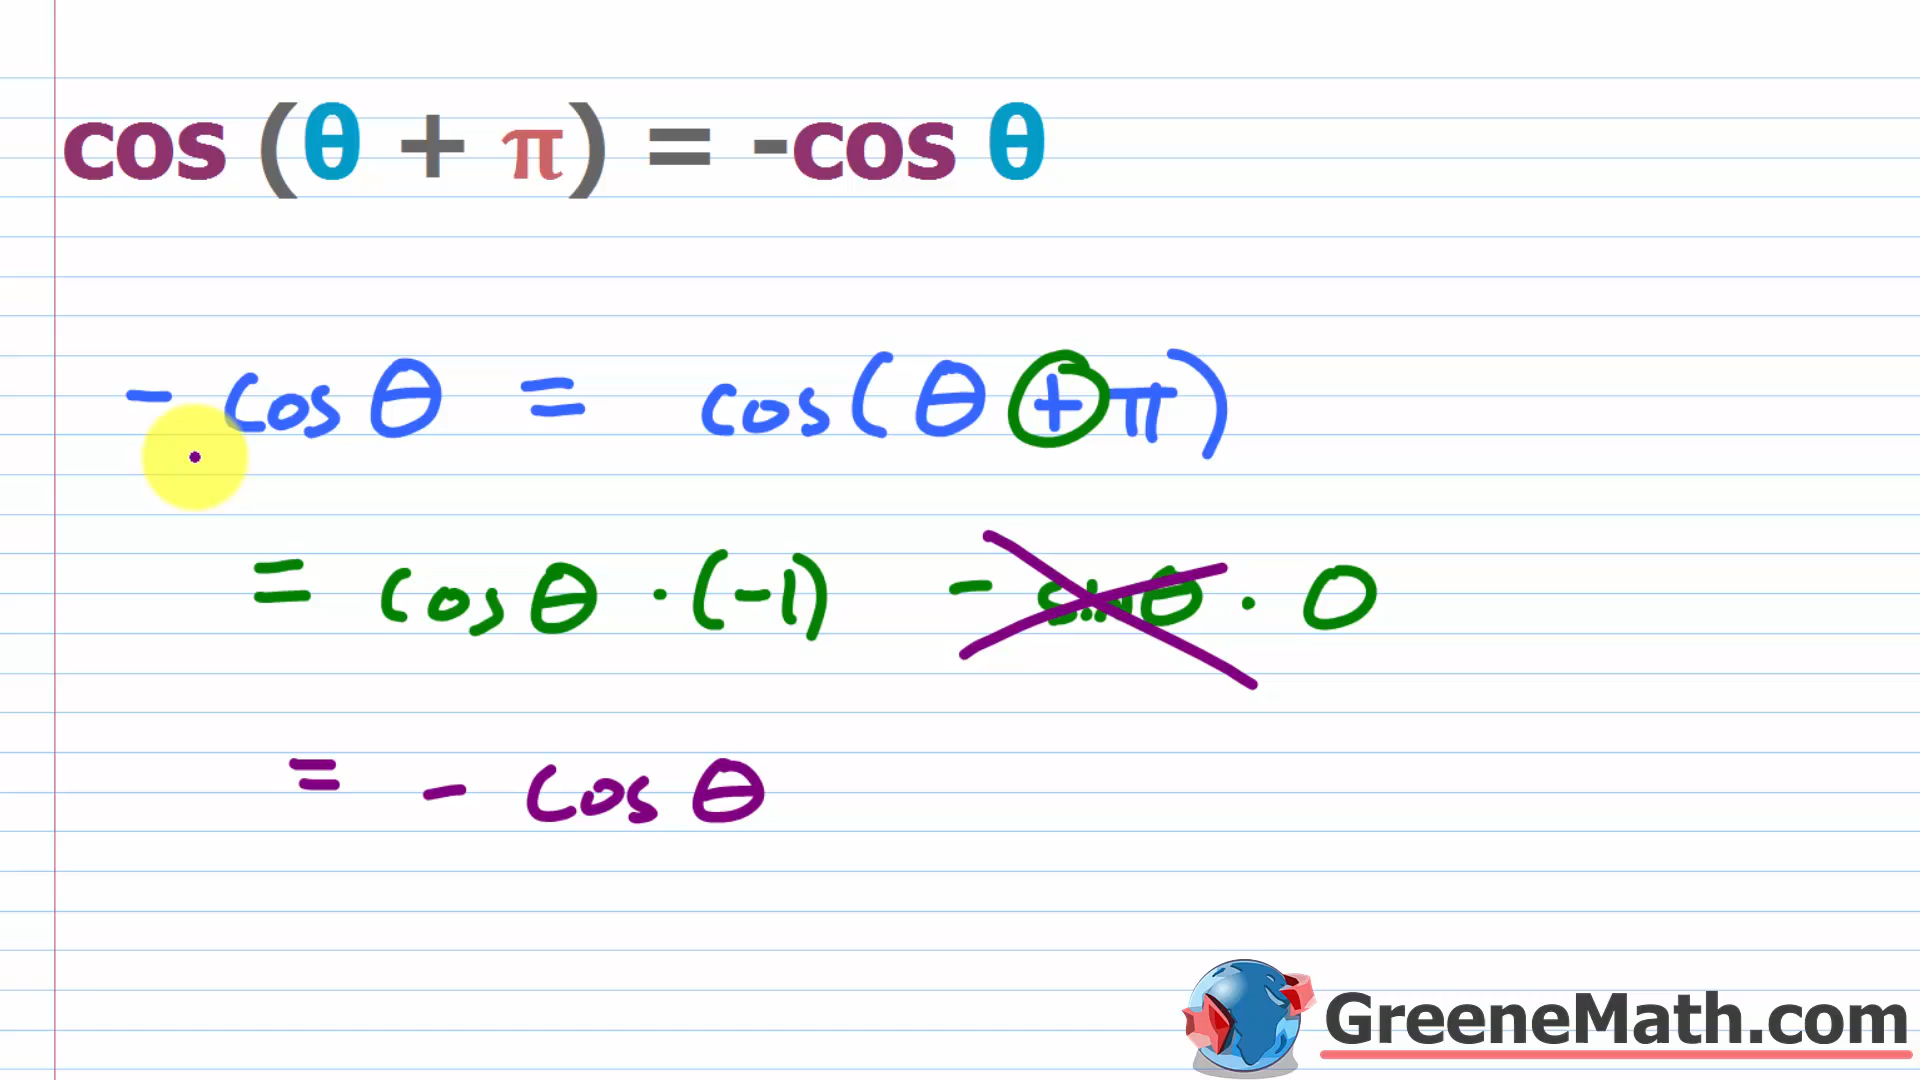 cos (θ + π) = -cos θ
- cos θ = cos(θ + π)
= cos θ · (-1) - sin θ · 0
= - cos θ
GreeneMath.com